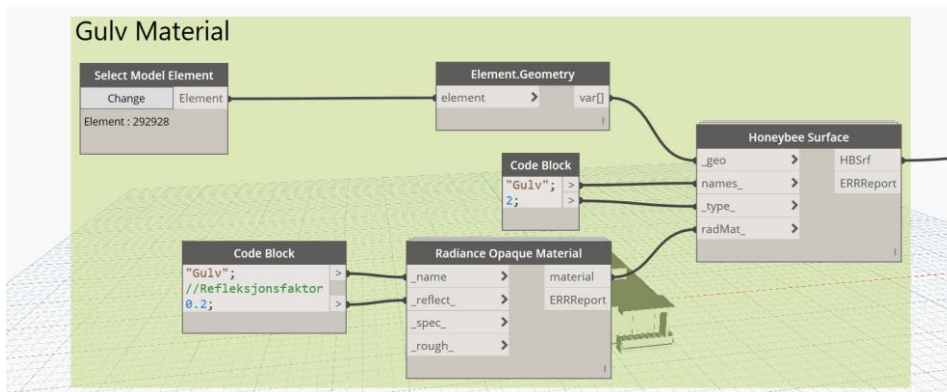 Gulv Material
Select Model Element
Change Element
Element : 292928
Element.Geometry
element > var[]
l
Honeybee Surface
_geo > HBSrf
names_ > ERRReport
_type_ >
radMat_ >
l
Code Block
"Gulv"; >
2; >
Code Block
"Gulv"; >
//Refleksjonsfaktor
0.2; >
Radiance Opaque Material
_name > material
_reflect_ > ERRReport
_spec_ >
_rough_ >
l